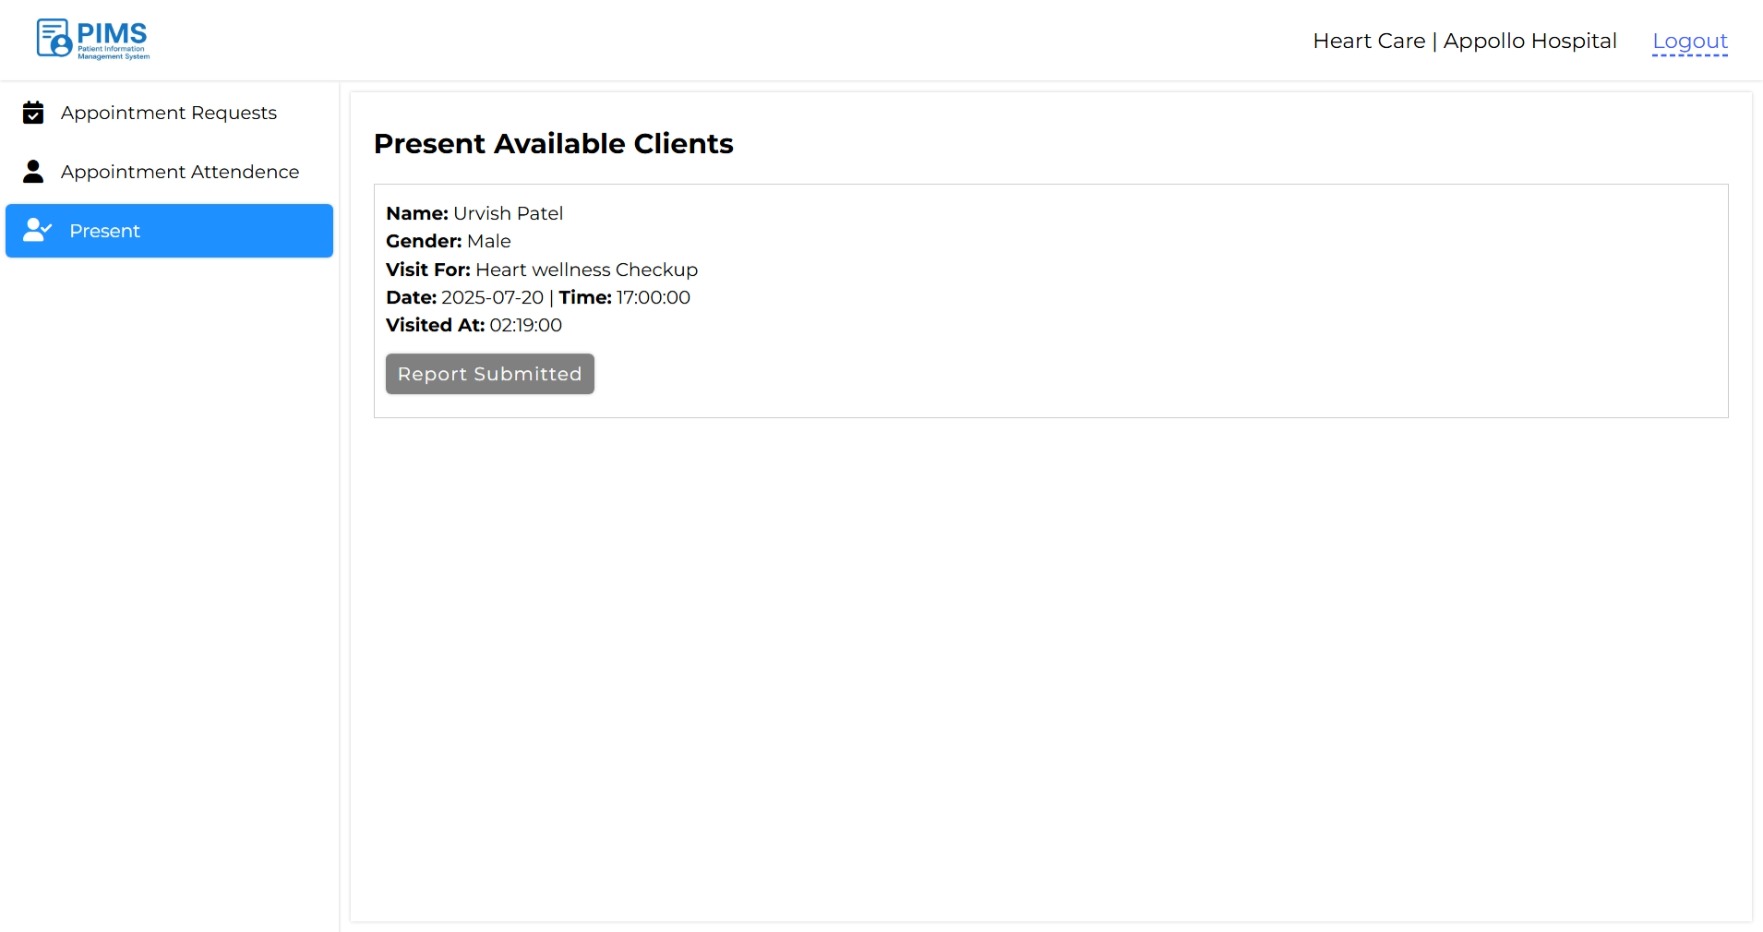 PIMS
Patient Information
Management System
Heart Care | Appollo Hospital
Logout
Appointment Requests
Appointment Attendence
Present
Present Available Clients
Name: Urvish Patel
Gender: Male
Visit For: Heart wellness Checkup
Date: 2025-07-20 | Time: 17:00:00
Visited At: 02:19:00
Report Submitted